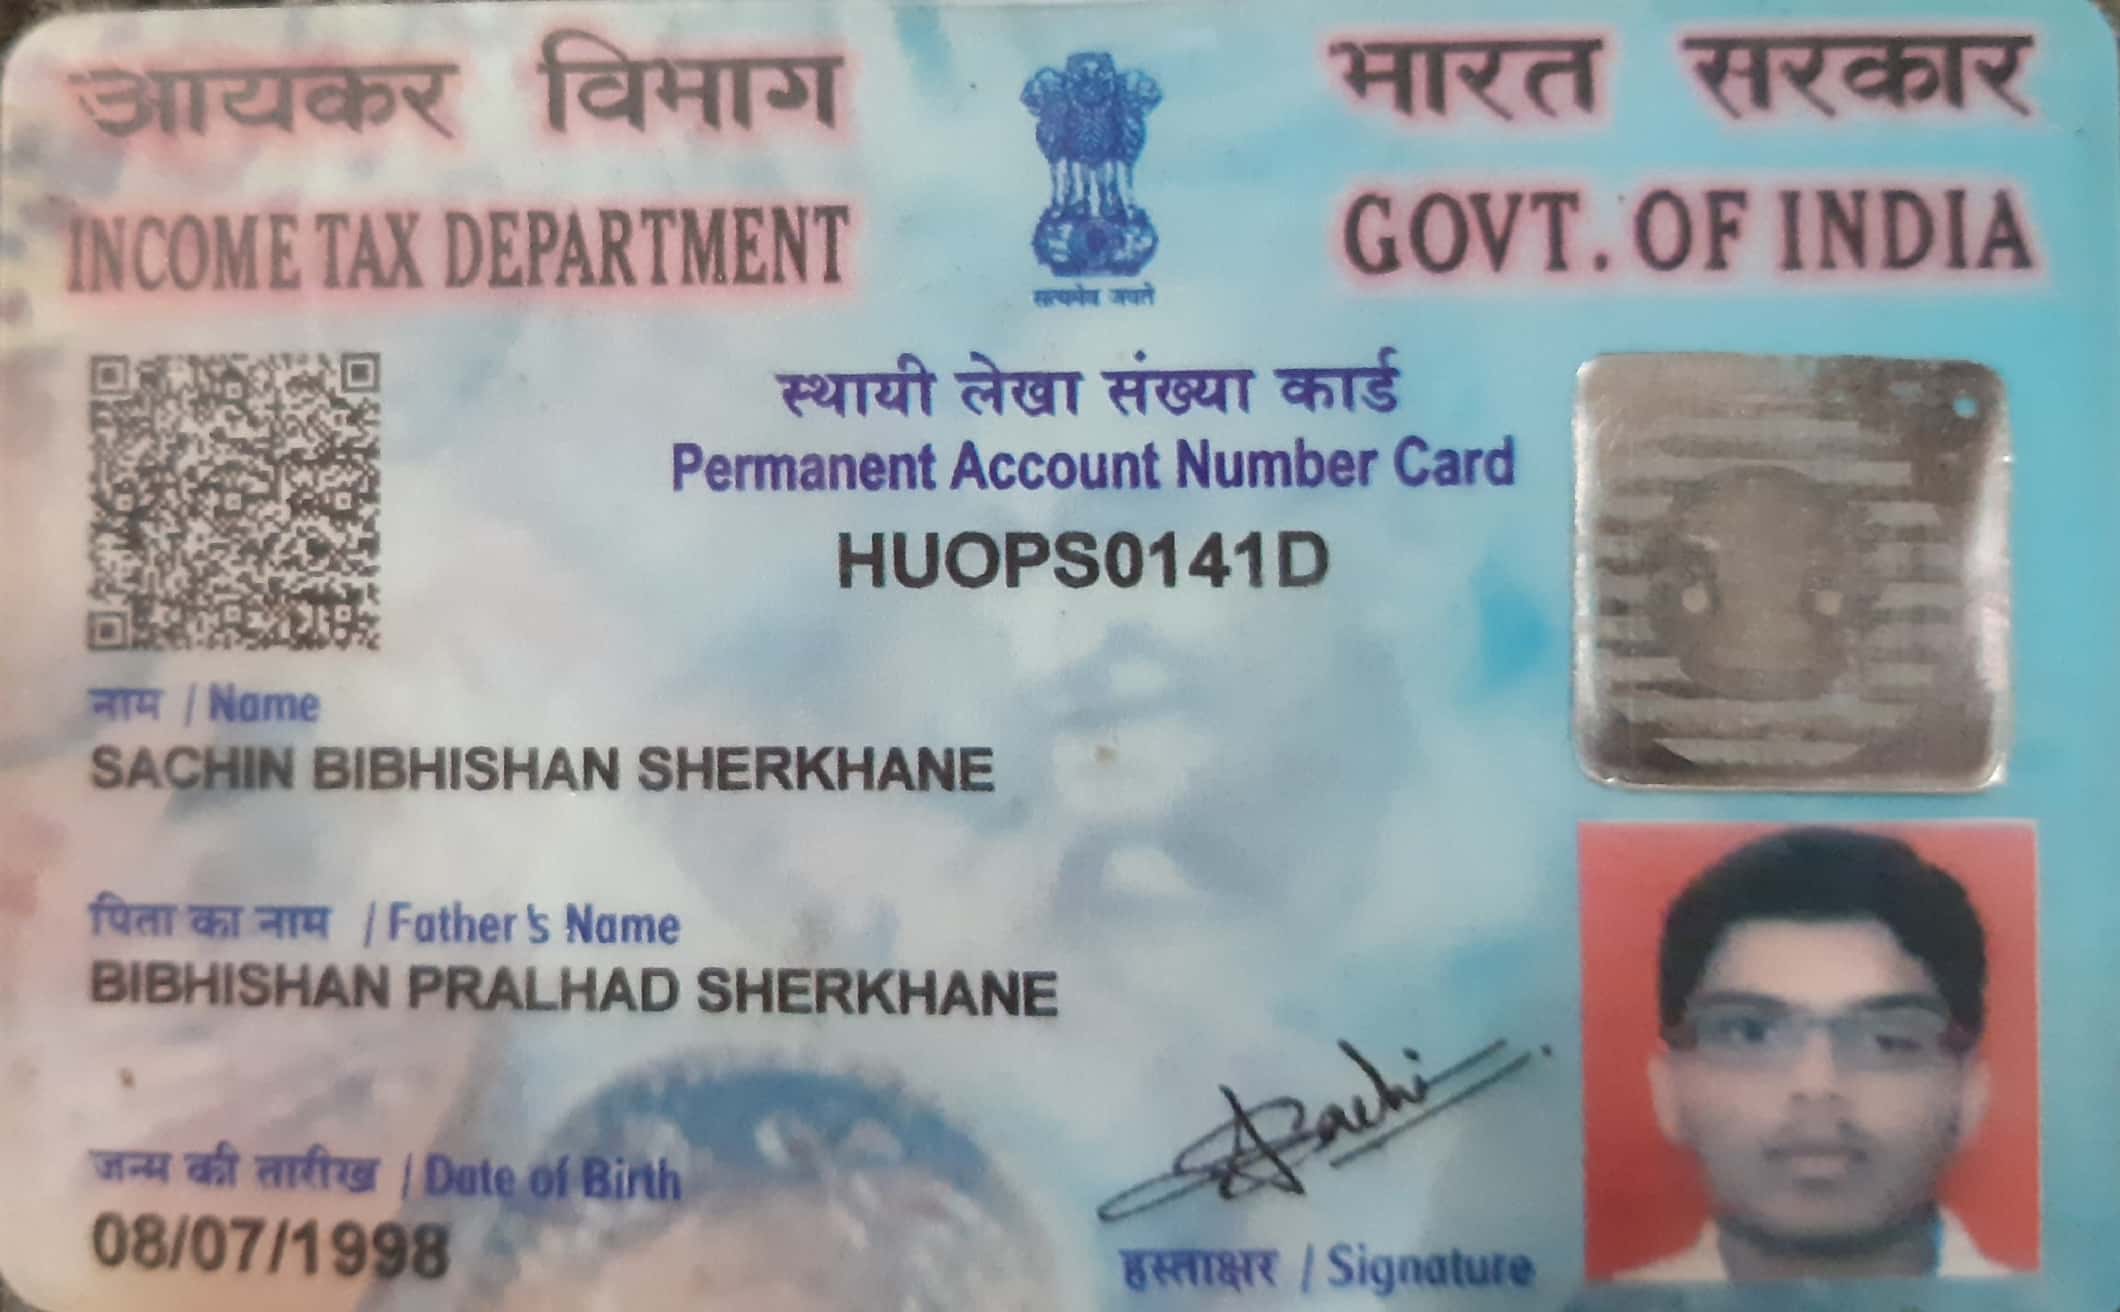 आयकर विभाग
INCOME TAX DEPARTMENT
भारत सरकार
GOVT. OF INDIA
सत्यमेव जयते
स्थायी लेखा संख्या कार्ड
Permanent Account Number Card
HUOPS0141D
नाम / Name
SACHIN BIBHISHAN SHERKHANE
पिता का नाम / Father's Name
BIBHISHAN PRALHAD SHERKHANE
जन्म की तारीख / Date of Birth
08/07/1998
Sachi
हस्ताक्षर / Signature